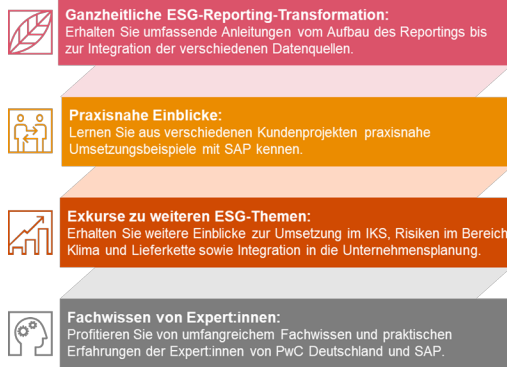 Ganzheitliche ESG-Reporting-Transformation:
Erhalten Sie umfassende Anleitungen vom Aufbau des Reportings bis
zur Integration der verschiedenen Datenquellen.
Praxisnahe Einblicke:
Lernen Sie aus verschiedenen Kundenprojekten praxisnahe
Umsetzungsbeispiele mit SAP kennen.
Exkurse zu weiteren ESG-Themen:
Erhalten Sie weitere Einblicke zur Umsetzung im IKS, Risiken im Bereich
Klima und Lieferkette sowie Integration in die Unternehmensplanung.
Fachwissen von Expert:innen:
Profitieren Sie von umfangreichem Fachwissen und praktischen
Erfahrungen der Expert:innen von PwC Deutschland und SAP.